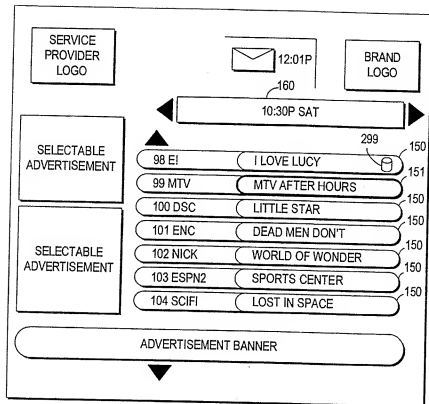 SERVICE
PROVIDER
LOGO
12:01P
BRAND
LOGO
160
10:30P SAT
SELECTABLE
ADVERTISEMENT
299
98 E! I LOVE LUCY 150
99 MTV MTV AFTER HOURS 151
100 DSC LITTLE STAR 150
101 ENC DEAD MEN DON'T 150
102 NICK WORLD OF WONDER 150
103 ESPN2 SPORTS CENTER 150
104 SCIFI LOST IN SPACE 150
SELECTABLE
ADVERTISEMENT
ADVERTISEMENT BANNER